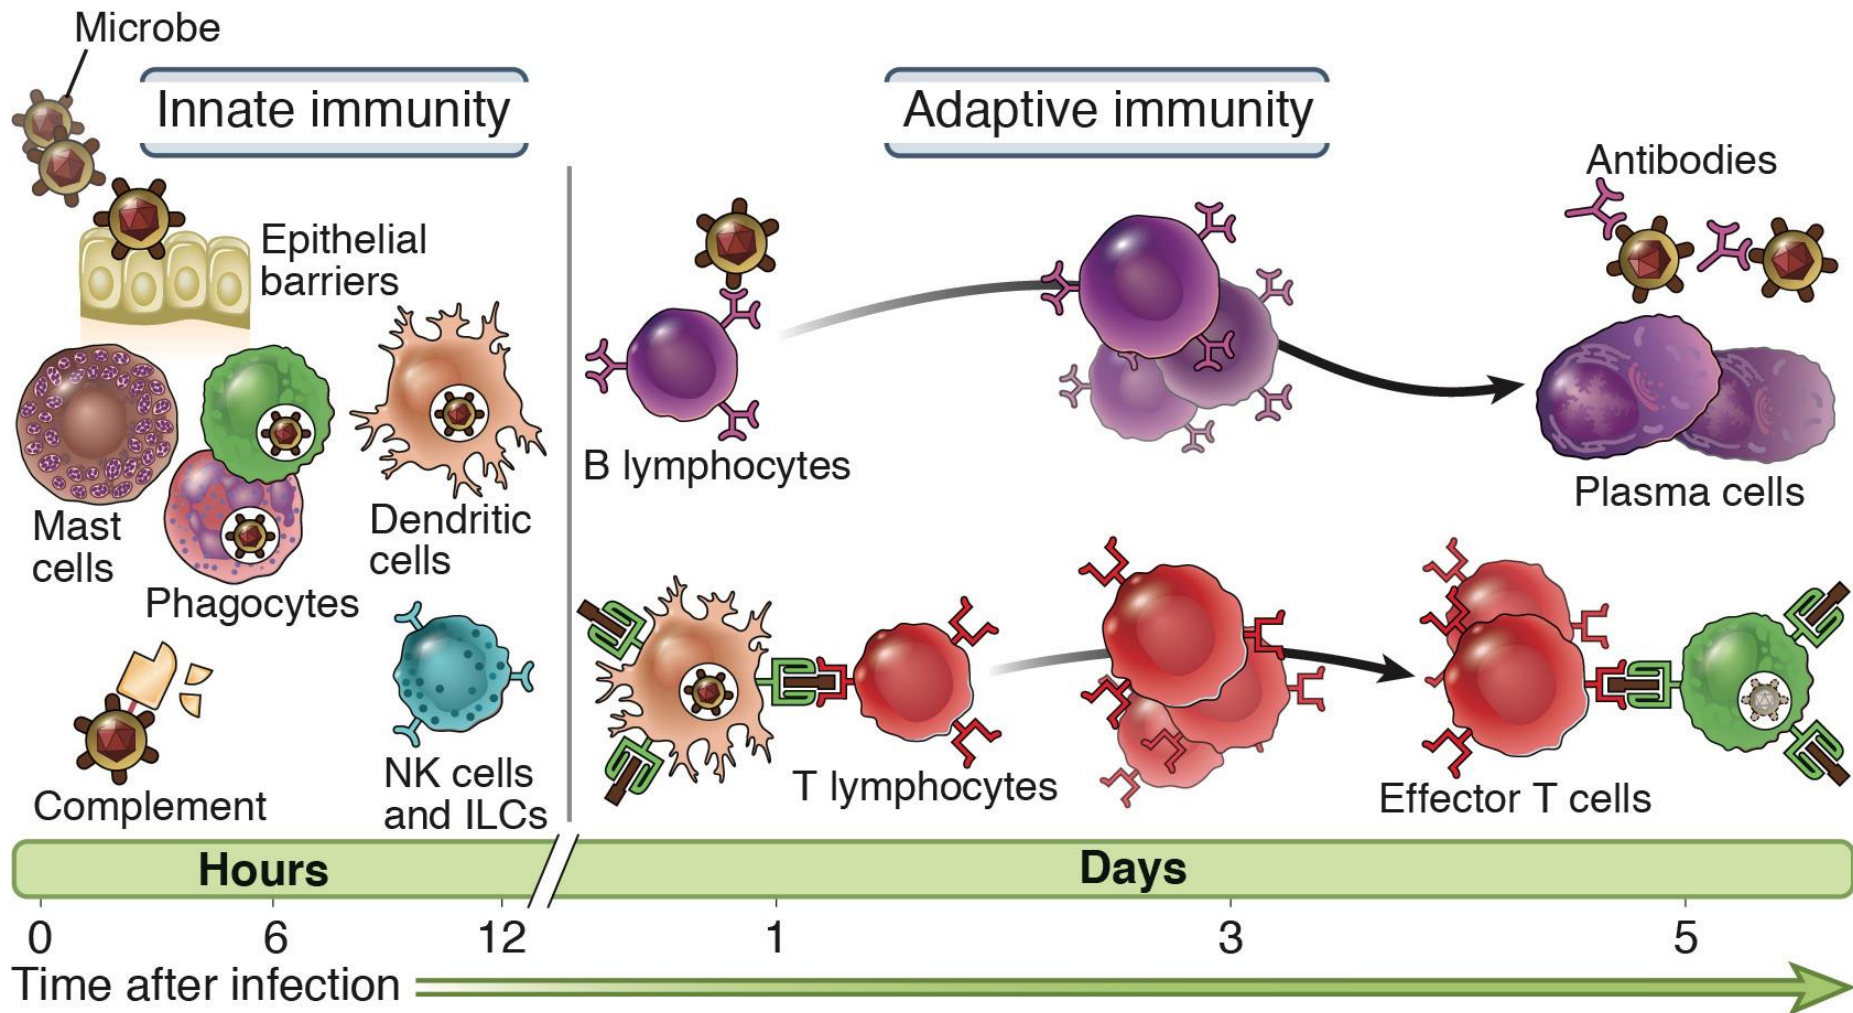 Microbe
Innate immunity
Adaptive immunity
Antibodies
Epithelial
barriers
B lymphocytes
Plasma cells
Mast
cells
Dendritic
cells
Phagocytes
NK cells
and ILCs
T lymphocytes
Effector T cells
Complement
Hours
Days
0
6
12
1
3
5
Time after infection